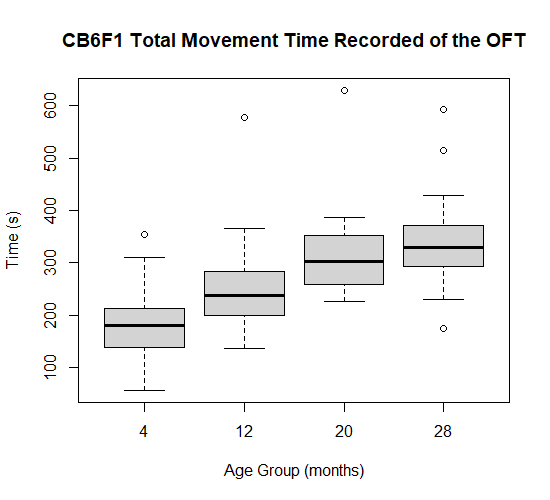 CB6F1 Total Movement Time Recorded of the OFT
Time (s)
600
500
400
300
200
100
4 12 20 28
Age Group (months)